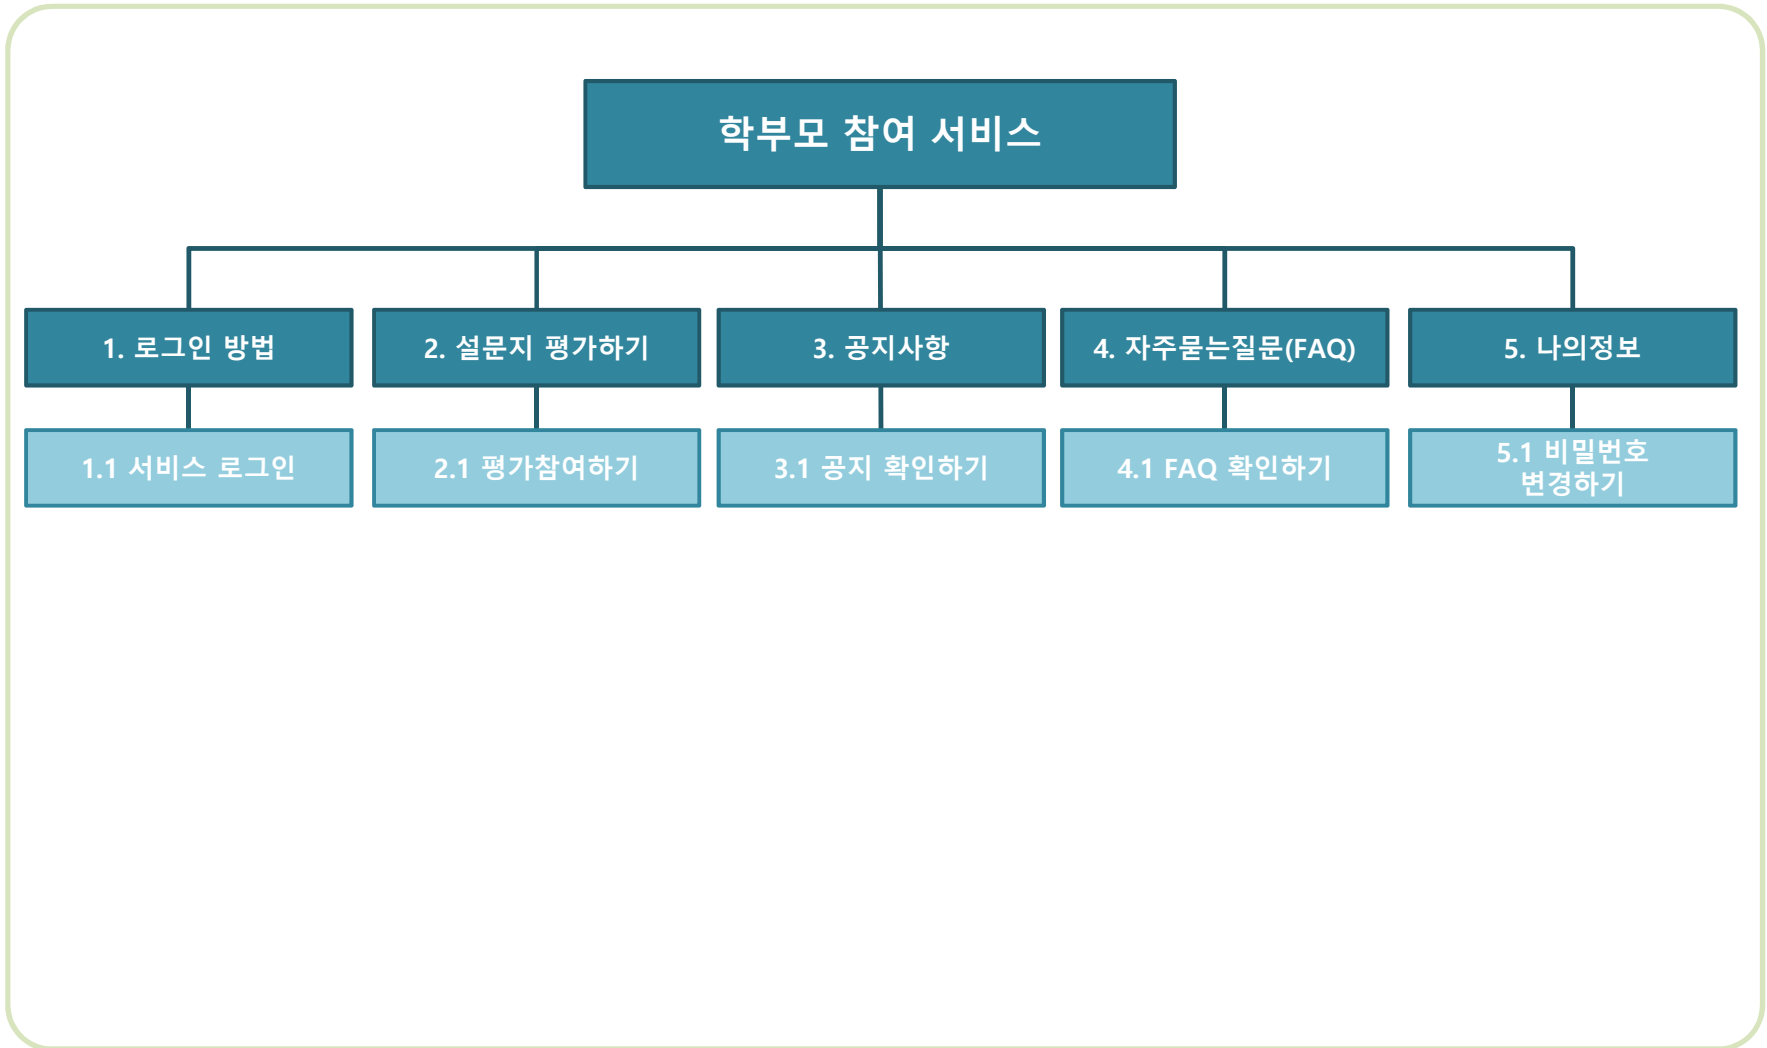 학부모 참여 서비스
1. 로그인 방법
2. 설문지 평가하기
3. 공지사항
4. 자주묻는질문(FAQ)
5. 나의정보
1.1 서비스 로그인
2.1 평가참여하기
3.1 공지 확인하기
4.1 FAQ 확인하기
5.1 비밀번호
변경하기